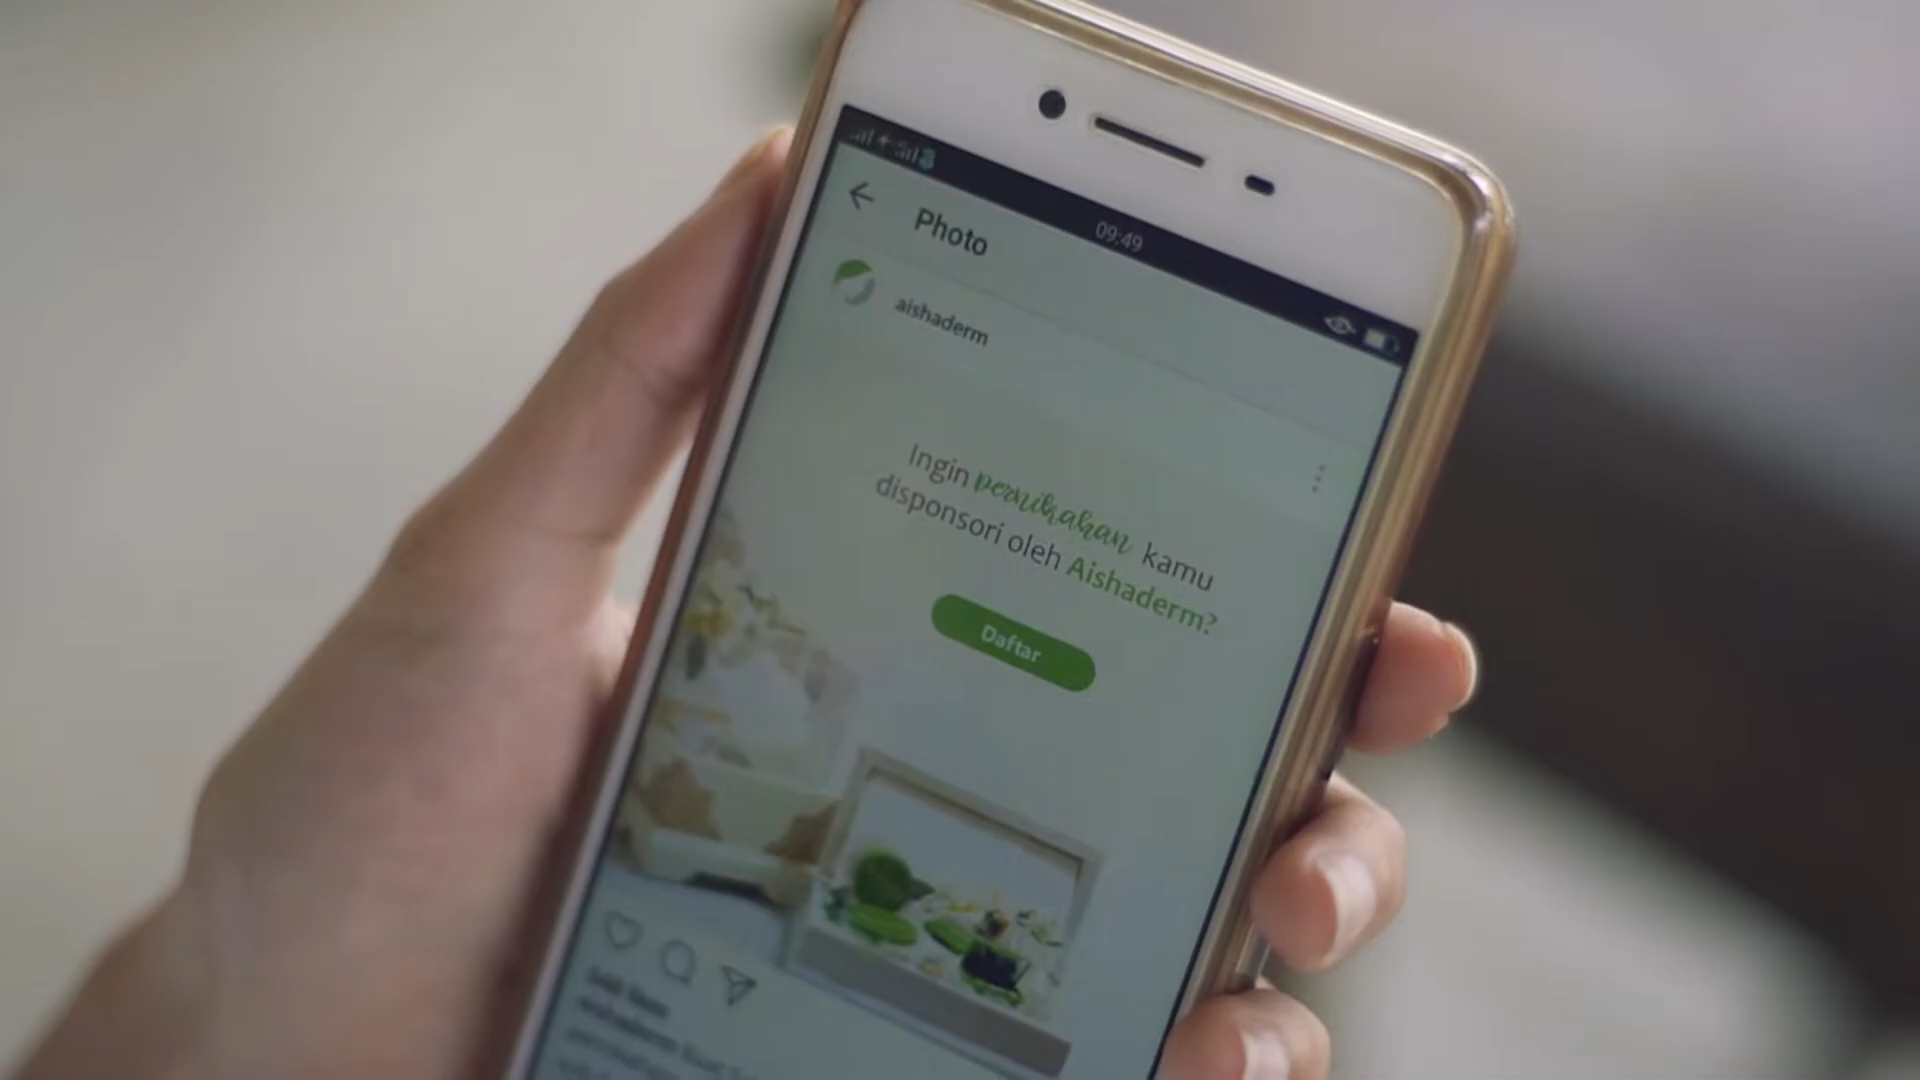 09:49
Photo
aishaderm
Ingin pernikahan kamu
disponsori oleh Aishaderm?
Daftar